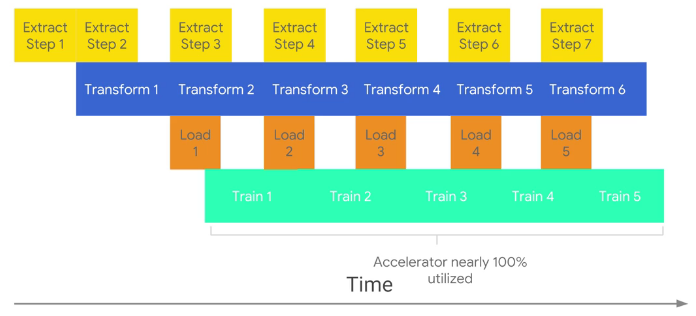 Extract
Step 1
Extract
Step 2
Extract
Step 3
Extract
Step 4
Extract
Step 5
Extract
Step 6
Extract
Step 7
Transform 1
Transform 2
Transform 3
Transform 4
Transform 5
Transform 6
Load
1
Load
2
Load
3
Load
4
Load
5
Train 1
Train 2
Train 3
Train 4
Train 5
Accelerator nearly 100%
utilized
Time